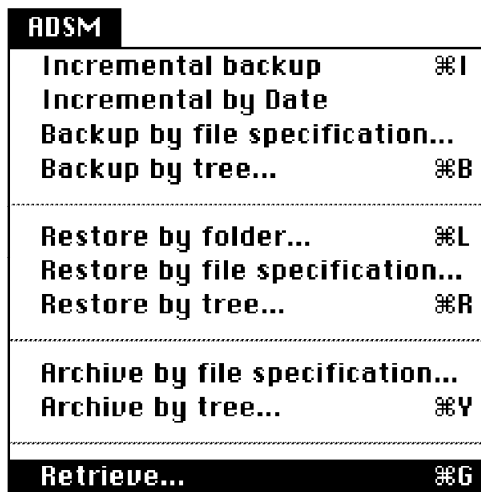 ADSM
Incremental backup ⌘I
Incremental by Date
Backup by file specification...
Backup by tree... ⌘B
Restore by folder... ⌘L
Restore by file specification...
Restore by tree... ⌘R
Archive by file specification...
Archive by tree... ⌘Y
Retrieve... ⌘G